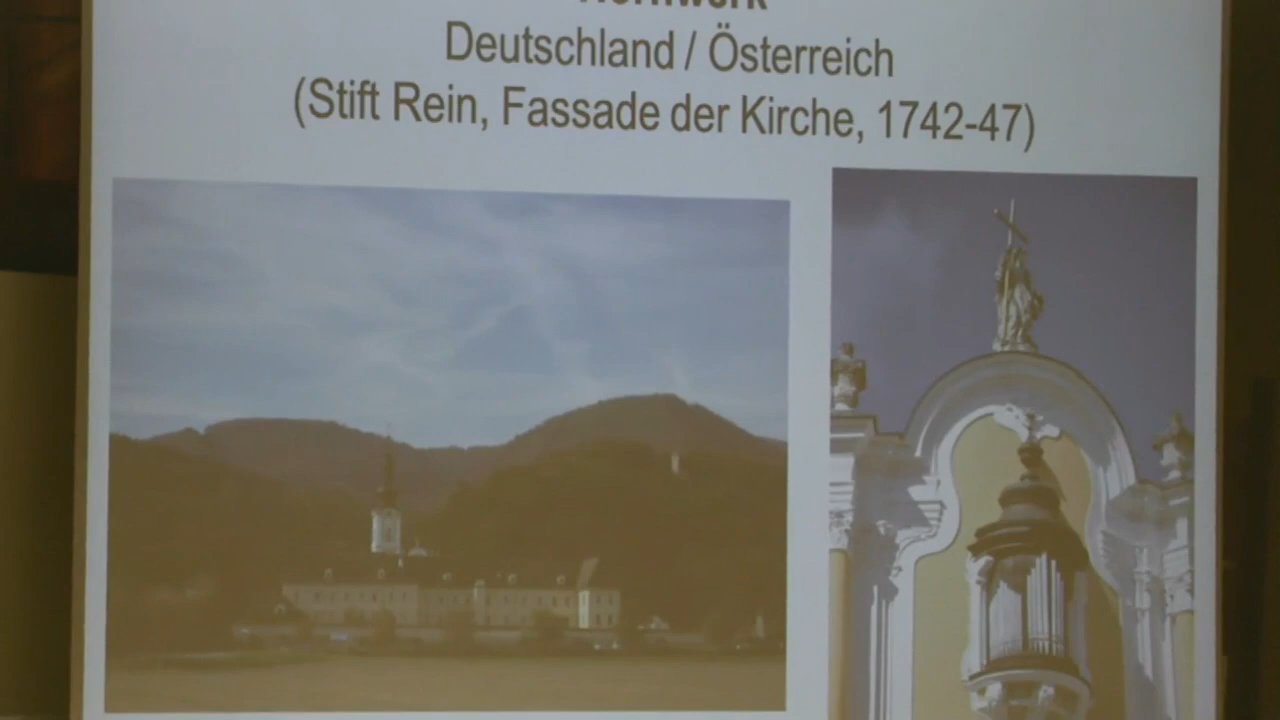 Deutschland / Österreich
(Stift Rein, Fassade der Kirche, 1742-47)